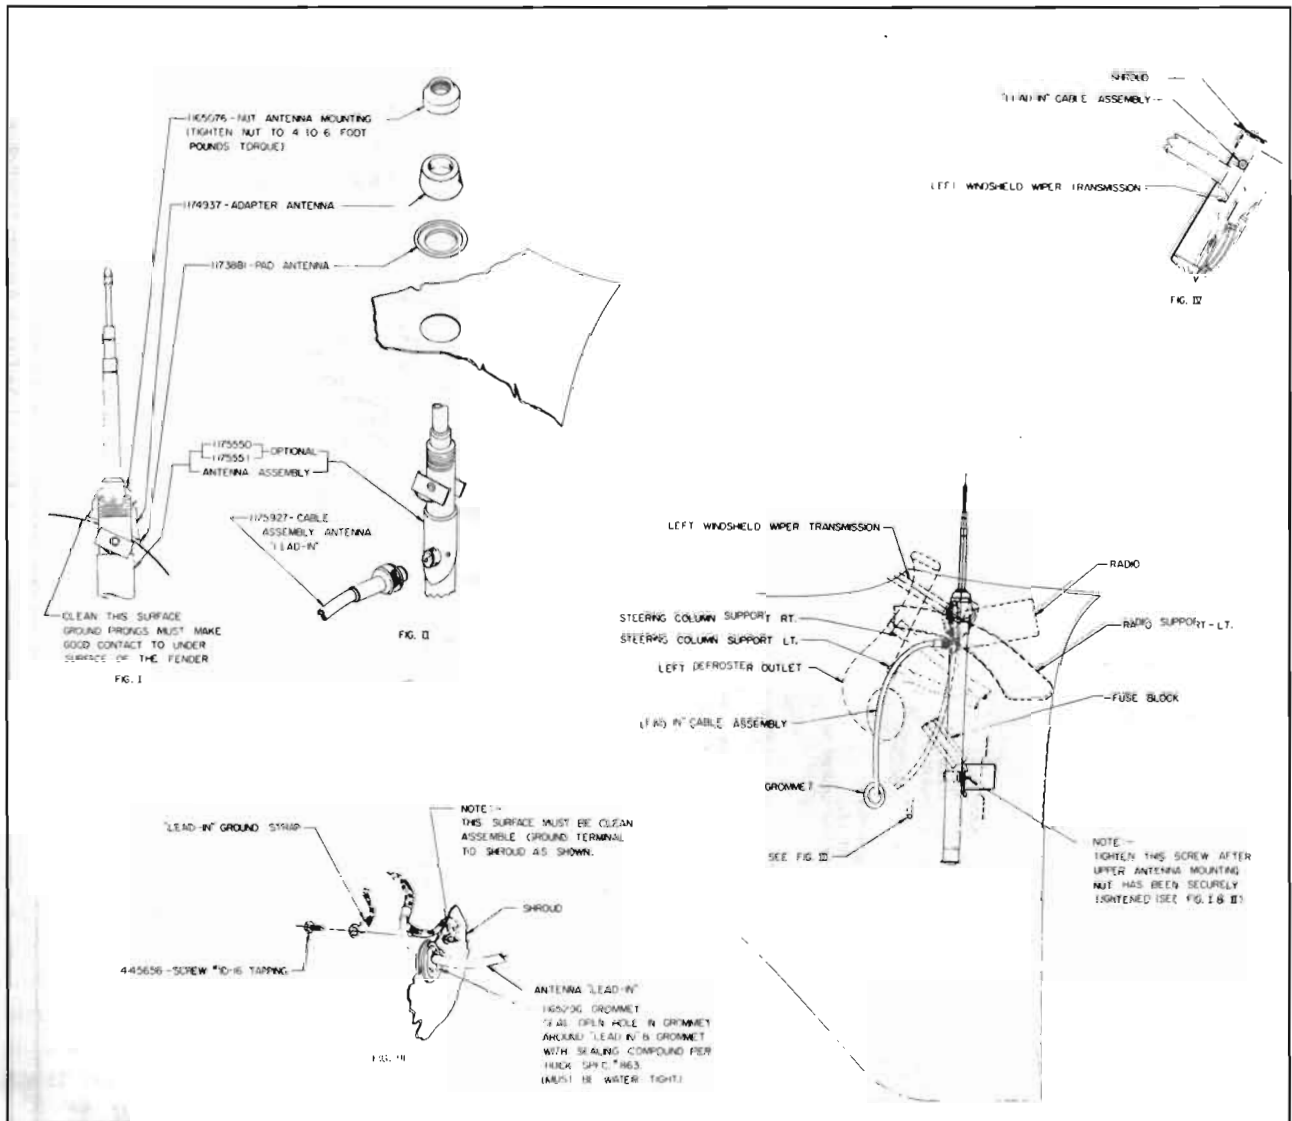 1165076-NUT ANTENNA MOUNTING
(TIGHTEN NUT TO 4 TO 6 FOOT
POUNDS TORQUE)
1174937-ADAPTER ANTENNA
1173881-PAD ANTENNA
1175550
1175551
OPTIONAL
ANTENNA ASSEMBLY
1175927-CABLE
ASSEMBLY ANTENNA
"LEAD-IN"
CLEAN THIS SURFACE
GROUND PRONGS MUST MAKE
GOOD CONTACT TO UNDER
SURFACE OF THE FENDER
FIG. I
FIG. II
SHROUD
"LEAD-IN" CABLE ASSEMBLY
LEFT WINDSHIELD WIPER TRANSMISSION
FIG. IV
LEFT WINDSHIELD WIPER TRANSMISSION
RADIO
STEERING COLUMN SUPPORT RT.
STEERING COLUMN SUPPORT LT.
RADIO SUPPORT-LT.
LEFT DEFROSTER OUTLET
FUSE BLOCK
"LEAD IN" CABLE ASSEMBLY
GROMMET
SEE FIG. III
NOTE:-
TIGHTEN THIS SCREW AFTER
UPPER ANTENNA MOUNTING
NUT HAS BEEN SECURELY
TIGHTENED (SEE FIG. I & II)
NOTE:-
THIS SURFACE MUST BE CLEAN
ASSEMBLE GROUND TERMINAL
TO SHROUD AS SHOWN.
"LEAD-IN" GROUND STRAP
SHROUD
445656-SCREW #10-16 TAPPING
ANTENNA "LEAD-IN"
GROMMET
SEAL OPEN HOLE IN GROMMET
AROUND "LEAD IN" & GROMMET
WITH SEALING COMPOUND PER
SPEC. #863.
(MUST BE WATER TIGHT.)
FIG. III